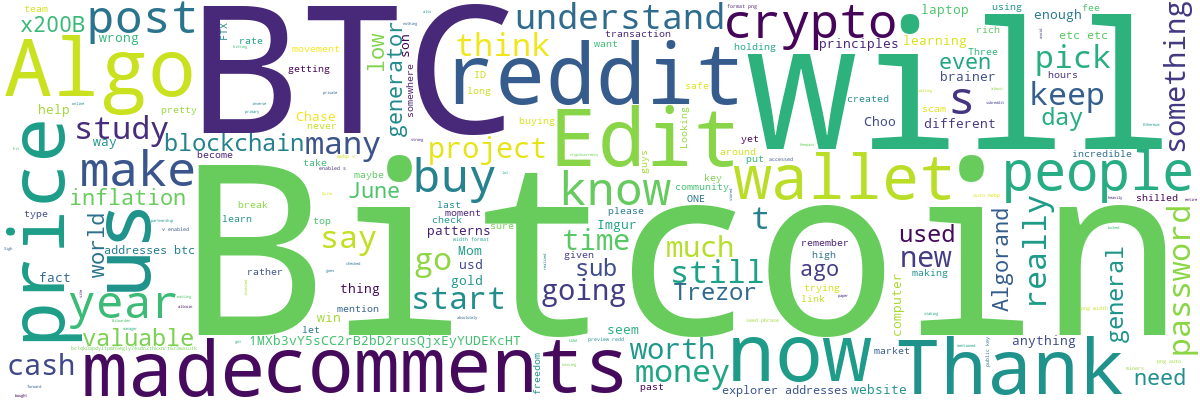 x200B
post
BTC
FTX
rate
getting
movement
Chase
never
low
generator
somewhere
son
understand
think
ID
long
transaction
want
holding
safe
buying
crypto
principles
learning
laptop
using
fee
rich
enough
etc etc
Three
even
brainer
hours
pick
something
Algo
reddit
Will
wrong
team
help
study
blockchain
many
way
become
project
Edit
Looking
around
yet
created
scam
Choo
s
different
day
keep
price
us
make
inflation
type
world
addresses btc
fact
year
valuable
take
maybe
enabled s
June
break
learn
top
say
rather
thing
mention
win
let
buy
last
moment
check
patterns
sure
go
Mom
usd
gold
start
know
guys
t
please
Imgur
time
given
sub
going
much
still
Trezor
wallet
put
accessed
key
community
ONE
incredible
people
shilled
remember
high
ago
trying
link
used
new
making
computer
Algorand
really
general
password
Bitcoin
cash
made
comments
1MXb3vY5sCC2rB2bD2rusQjxEyYUDEKcHT
freedom
seem
past
worth
money
preview redd
now
explorer addresses
website
market
Thank
anything
need